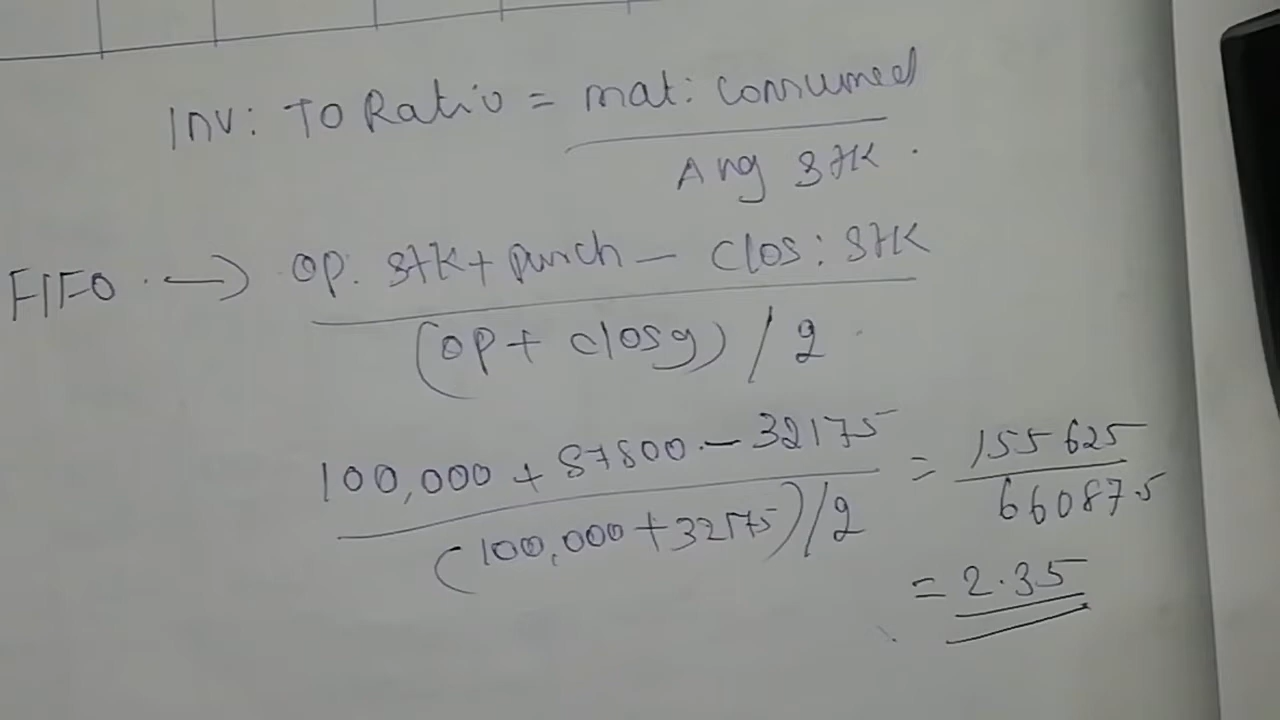 Inv: TO Ratio = mat: consumed
Avg stk.
FIFO → op. stk + purch - clos: stk
(op + closg) / 2
100,000 + 87800 - 32175 = 155625
(100,000 + 32175) / 2 66087.5
= 2.35